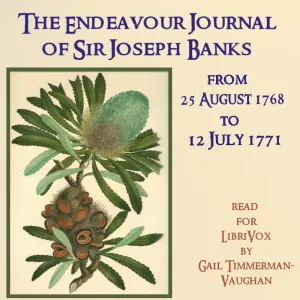 The Endeavour Journal
of Sir Joseph Banks
from
25 August 1768
to
12 July 1771
read
for
LibriVox
by
Gail Timmerman-
Vaughan